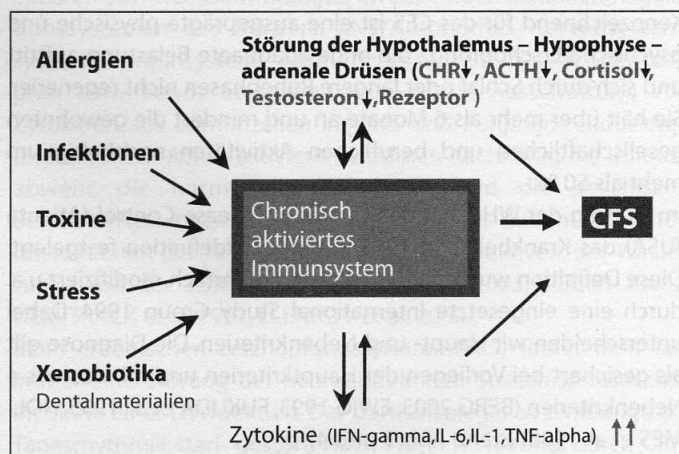 Allergien
Störung der Hypothalemus – Hypophyse –
adrenale Drüsen (CHR↓, ACTH↓, Cortisol↓,
Testosteron↓, Rezeptor )
Infektionen
Toxine
Stress
Xenobiotika
Dentalmaterialien
Chronisch
aktiviertes
Immunsystem
CFS
Zytokine (IFN-gamma,IL-6,IL-1,TNF-alpha) ↑↑